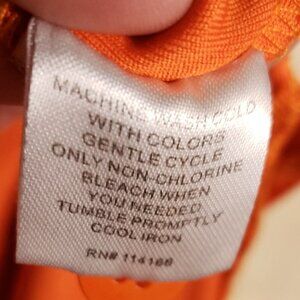 MACHINE WASH COLD
WITH COLORS
GENTLE CYCLE
ONLY NON-CHLORINE
BLEACH WHEN
YOU NEEDED
TUMBLE PROMPTLY
COOL IRON
RN# 114166